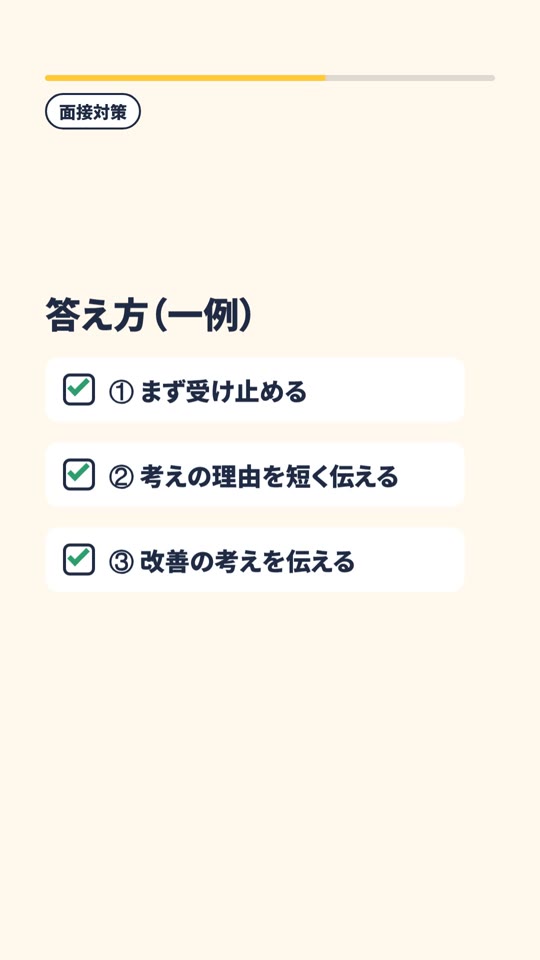 面接対策
答え方（一例）
① まず受け止める
② 考えの理由を短く伝える
③ 改善の考えを伝える